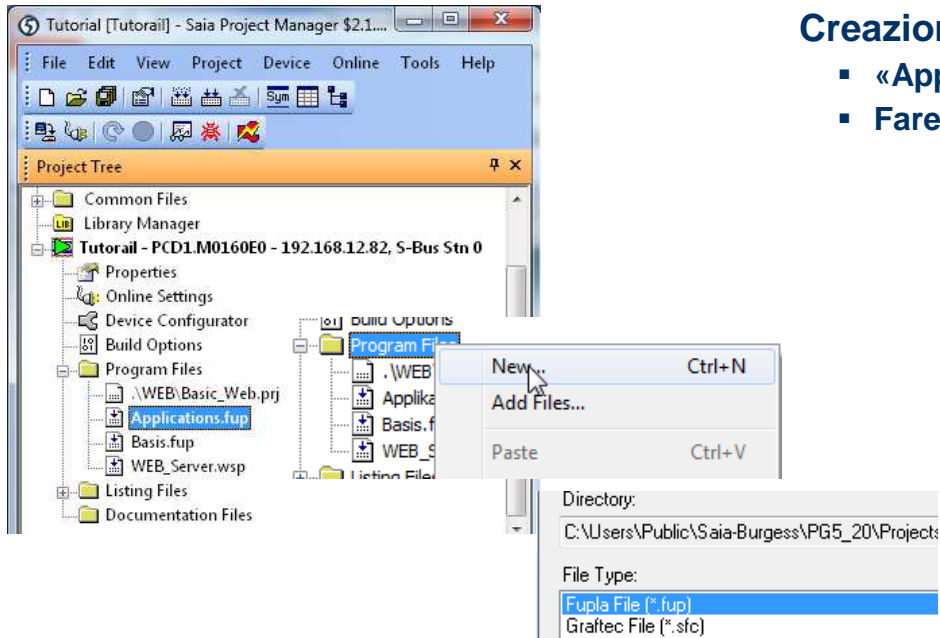 Tutorial [Tutorail] - Saia Project Manager $2.1....
File Edit View Project Device Online Tools Help
Sym
Project Tree
Common Files
LIB Library Manager
Tutorail - PCD1.M0160E0 - 192.168.12.82, S-Bus Stn 0
Properties
Online Settings
Device Configurator
Build Options
Program Files
.\WEB\Basic_Web.prj
Applications.fup
Basis.fup
WEB_Server.wsp
Listing Files
Documentation Files
Build Options
Program Fi
.\WEB
Applika
Basis.f
WEB_S
Listing File
New... Ctrl+N
Add Files...
Paste Ctrl+V
Directory:
C:\Users\Public\Saia-Burgess\PG5_20\Projects
File Type:
Fupla File (*.fup)
Graftec File (*.sfc)
Creazion
▪ «App
▪ Fare